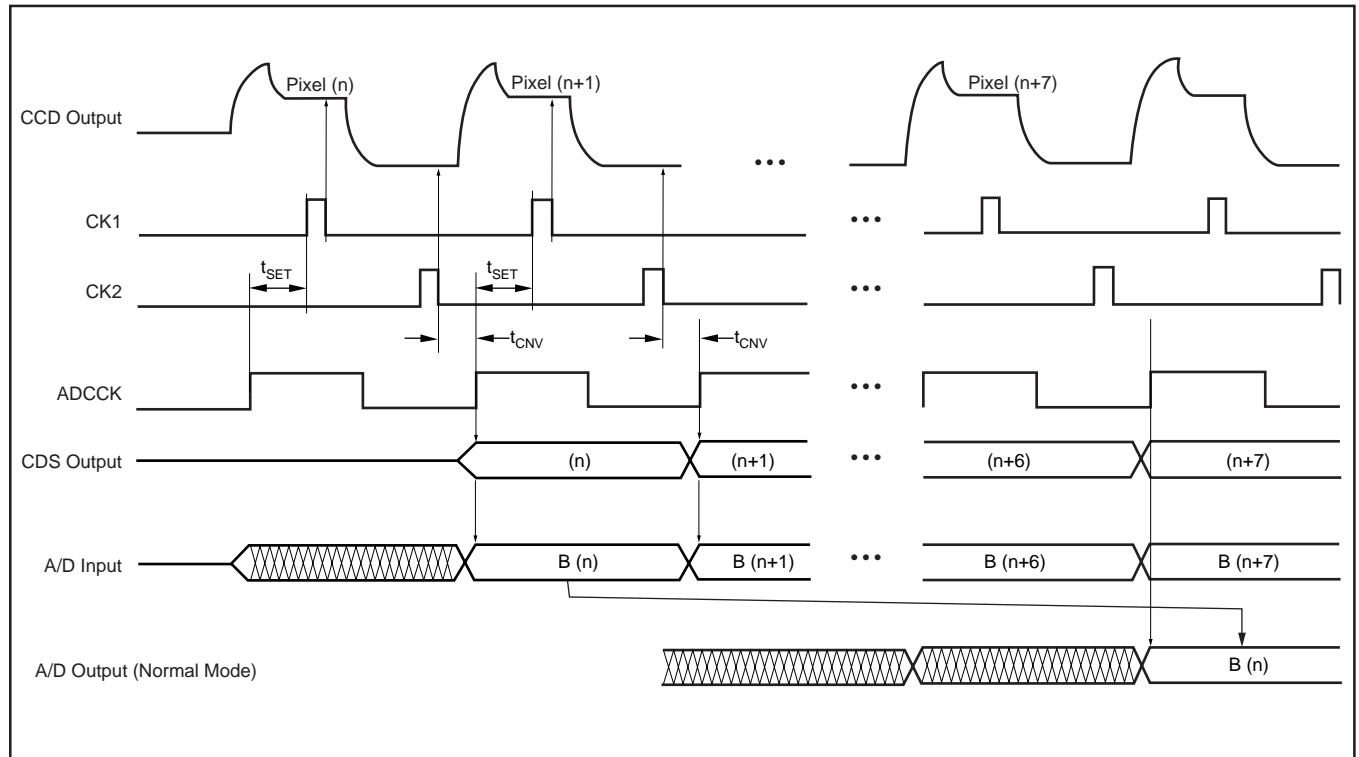 Pixel (n) Pixel (n+1) Pixel (n+7)
CCD Output
•••
CK1 •••
tSET tSET
CK2 •••
tCNV tCNV
ADCCK •••
CDS Output (n) (n+1) ••• (n+6) (n+7)
A/D Input B (n) B (n+1) ••• B (n+6) B (n+7)
A/D Output (Normal Mode) B (n)